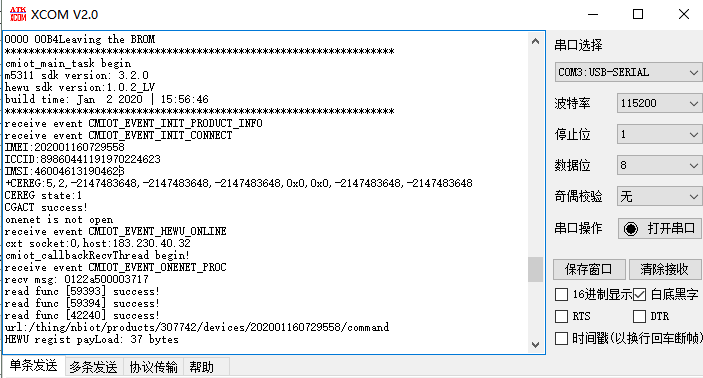 ATK
XCOM
XCOM V2.0
0000 00B4Leaving the BROM
******************************************************************
cmiot_main_task begin
m5311 sdk version: 3.2.0
hewu sdk version:1.0.2_LV
build time: Jan  2 2020 | 15:56:46
******************************************************************
receive event CMIOT_EVENT_INIT_PRODUCT_INFO
receive event CMIOT_EVENT_INIT_CONNECT
IMEI:202001160729558
ICCID:89860441191970224623
IMSI:460046131904623
+CEREG:5,2,-2147483648,-2147483648,-2147483648,0x0,0x0,-2147483648,-2147483648
CEREG state:1
CGACT success!
onenet is not open
receive event CMIOT_EVENT_HEWU_ONLINE
cxt socket:0,host:183.230.40.32
cmiot_callbackRecvThread begin!
receive event CMIOT_EVENT_ONENET_PROC
recv msg: 0122a500003717
read func [59393] success!
read func [59394] success!
read func [42240] success!
url:/thing/nbiot/products/307742/devices/202001160729558/command
HEWU regist payLoad: 37 bytes
单条发送 多条发送 协议传输 帮助
串口选择
COM3:USB-SERIAL
波特率 115200
停止位 1
数据位 8
奇偶校验 无
串口操作 打开串口
保存窗口 清除接收
16进制显示 白底黑字
RTS DTR
时间戳(以换行回车断帧)